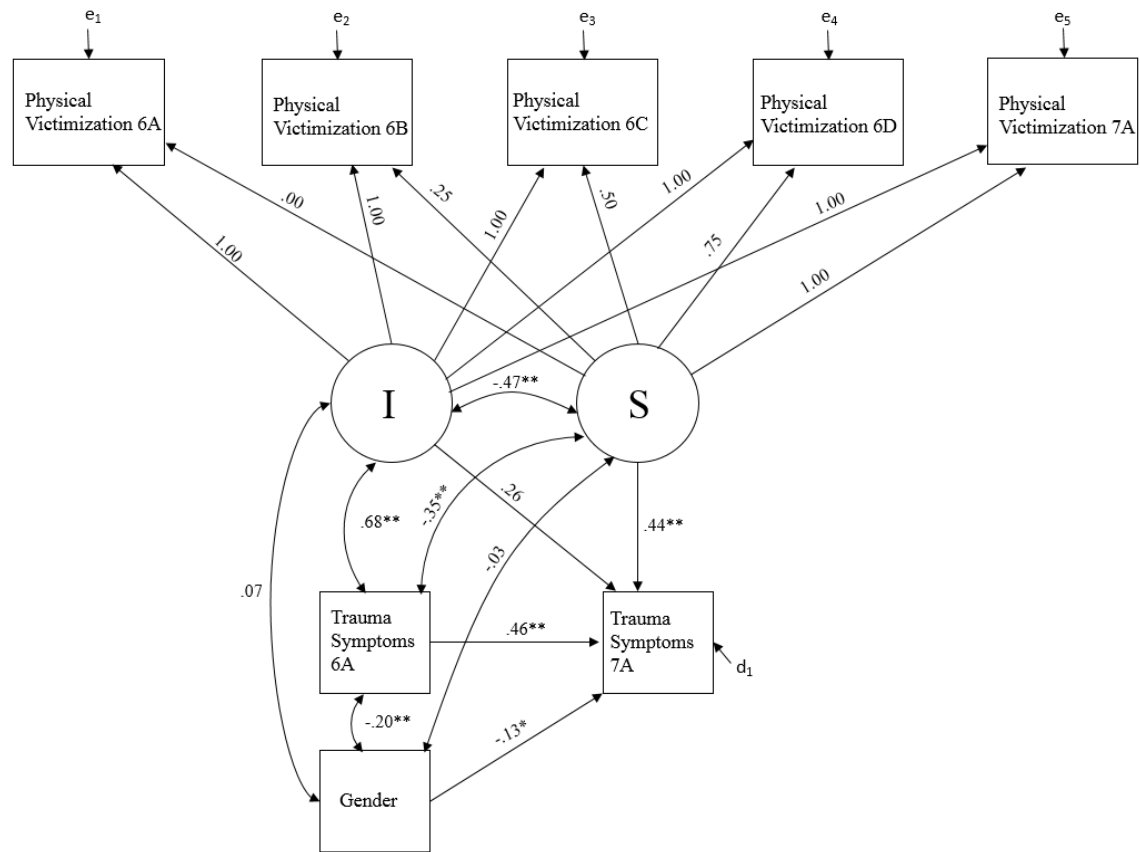 e1
e2
e3
e4
e5
Physical
Victimization 6A
Physical
Victimization 6B
Physical
Victimization 6C
Physical
Victimization 6D
Physical
Victimization 7A
1.00
.00
1.00
.25
1.00
.50
1.00
.75
1.00
1.00
I
-.47**
S
.68**
-.35**
.26
.44**
-.03
.07
Trauma
Symptoms
6A
.46**
Trauma
Symptoms
7A
d1
-.20**
-.13*
Gender